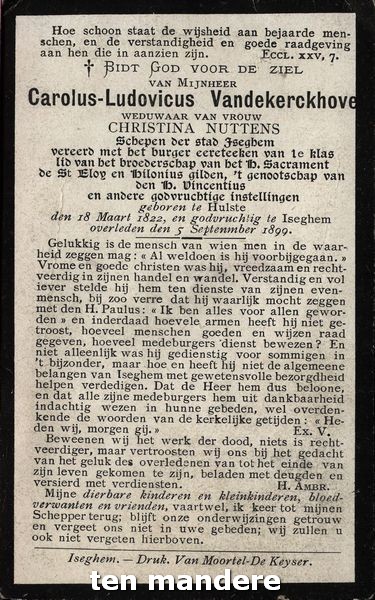 Hoe schoon staat de wijsheid aan bejaarde men-
schen, en de verstandigheid en goede raadgeving
aan hen die in aanzien zijn. ECCL. XXV, 7.
† BIDT GOD VOOR DE ZIEL
VAN MIJNHEER
Carolus-Ludovicus Vandekerckhove
WEDUWAAR VAN VROUW
CHRISTINA NUTTENS
Schepen der stad Iseghem
vereerd met het burger eereteeken van 1e klas
lid van het broederschap van het H. Sacrament
de St Eloy en Hilonius gilden, 't genootschap van
den H. Vincentius
en andere godvruchtige instellingen
geboren te Hulste
den 18 Maart 1822, en godvruchtig te Iseghem
overleden den 5 Septenmber 1899.
Gelukkig is de mensch van wien men in de waar-
heid zeggen mag: « Al weldoen is hij voorbijgegaan. »
Vrome en goede christen was hij, vreedzaam en recht-
veerdig in zijnen handel en wandel. Verstandig en vol
iever stelde hij hem ten dienste van zijnen even-
mensch, bij zoo verre dat hij waarlijk mocht zeggen
met den H. Paulus: « Ik ben alles voor allen gewor-
den » en inderdaad hoevele armen heeft hij niet ge-
troost, hoeveel menschen goeden en wijzen raad
gegeven, hoeveel medeburgers dienst bewezen? En
niet alleenlijk was hij gedienstig voor sommigen in
't bijzonder, maar hoe en heeft hij niet de algemeene
belangen van Iseghem met gewetensvolle bezorgdheid
helpen verdedigen. Dat de Heer hem dus beloone,
en dat alle zijne medeburgers hem uit dankbaarheid
indachtig wezen in hunne gebeden, wel overden-
kende de woorden van de kerkelijke getijden: « He-
den wij, morgen gij. » Ex. V.
Beweenen wij het werk der dood, niets is recht-
veerdiger, maar vertroosten wij ons bij het gedacht
van het geluk des overledenen van tot het einde van
zijn leven gekomen te zijn, beladen met deugden en
versierd met verdiensten. H. AMBR.
Mijne dierbare kinderen en kleinkinderen, bloed-
verwanten en vrienden, vaartwel, ik keer tot mijnen
Schepper terug; blijft onze onderwijzingen getrouw
en vergeet ons niet in uwe gebeden; wij zullen u
ook niet vergeten hierboven.
Iseghem. — Druk. Van Moortel-De Keyser.
ten mandere